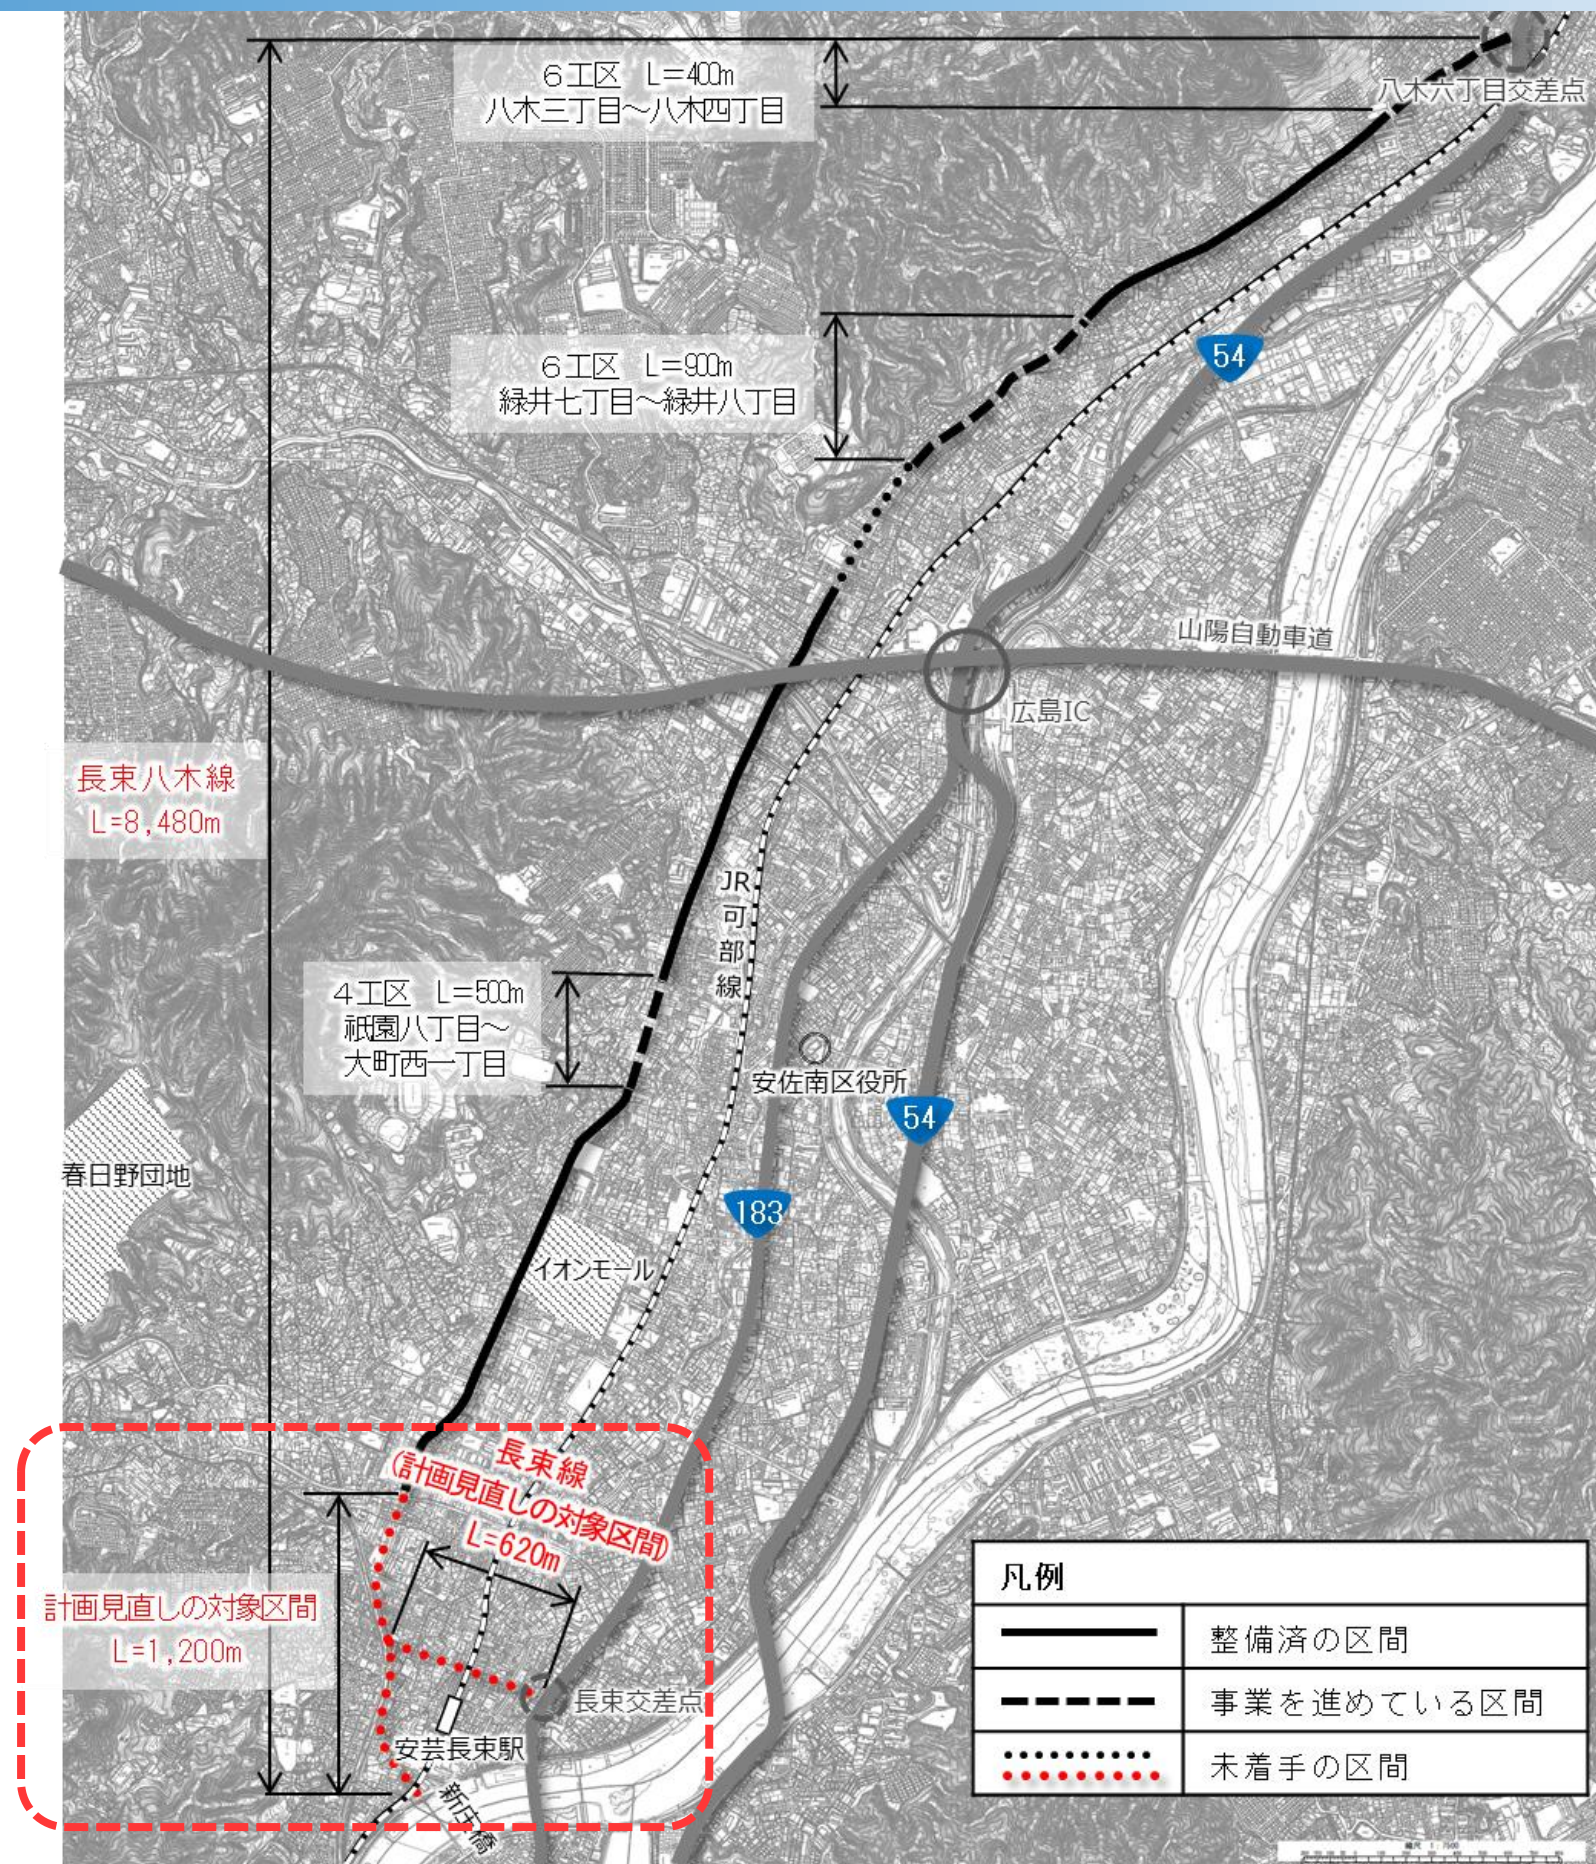 6工区 L=400m
八木三丁目～八木四丁目
八木六丁目交差点
6工区 L=900m
緑井七丁目～緑井八丁目
54
山陽自動車道
広島IC
長束八木線
L=8,480m
JR可部線
4工区 L=500m
祇園八丁目～
大町西一丁目
安佐南区役所
54
春日野団地
183
イオンモール
長束線
(計画見直しの対象区間)
L=620m
計画見直しの対象区間
L=1,200m
長束交差点
安芸長束駅
新庄橋
凡例
整備済の区間
事業を進めている区間
未着手の区間